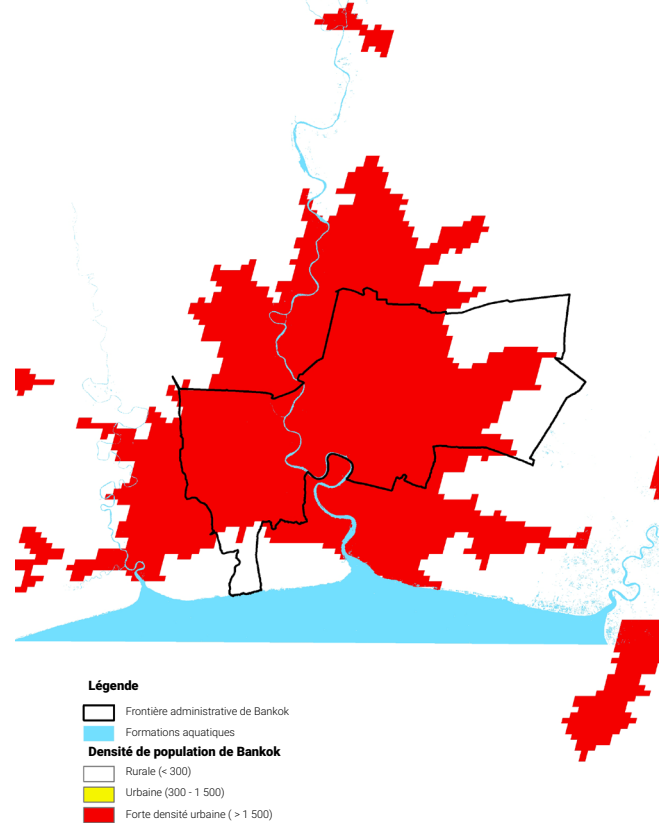 Légende
Frontière administrative de Bankok
Formations aquatiques
Densité de population de Bankok
Rurale (< 300)
Urbaine (300 - 1 500)
Forte densité urbaine ( > 1 500)